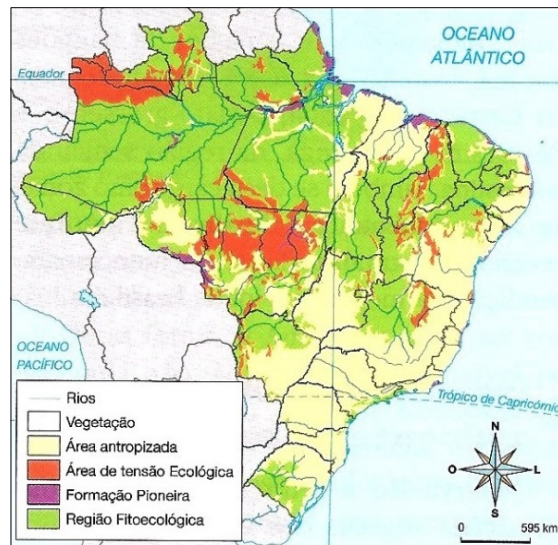 OCEANO
ATLÂNTICO
Equador
OCEANO
PACÍFICO
Trópico de Capricórnio
Rios
Vegetação
Área antropizada
Área de tensão Ecológica
Formação Pioneira
Região Fitoecológica
N
O
L
S
0 595 km